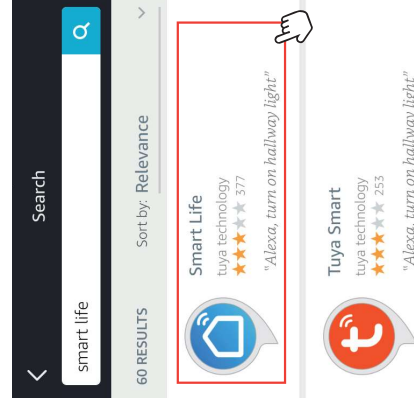 Search
smart life
60 RESULTS Sort by: Relevance
Smart Life
tuya technology
377
"Alexa, turn on hallway light"
Tuya Smart
tuya technology
253
"Alexa, turn on hallway light"